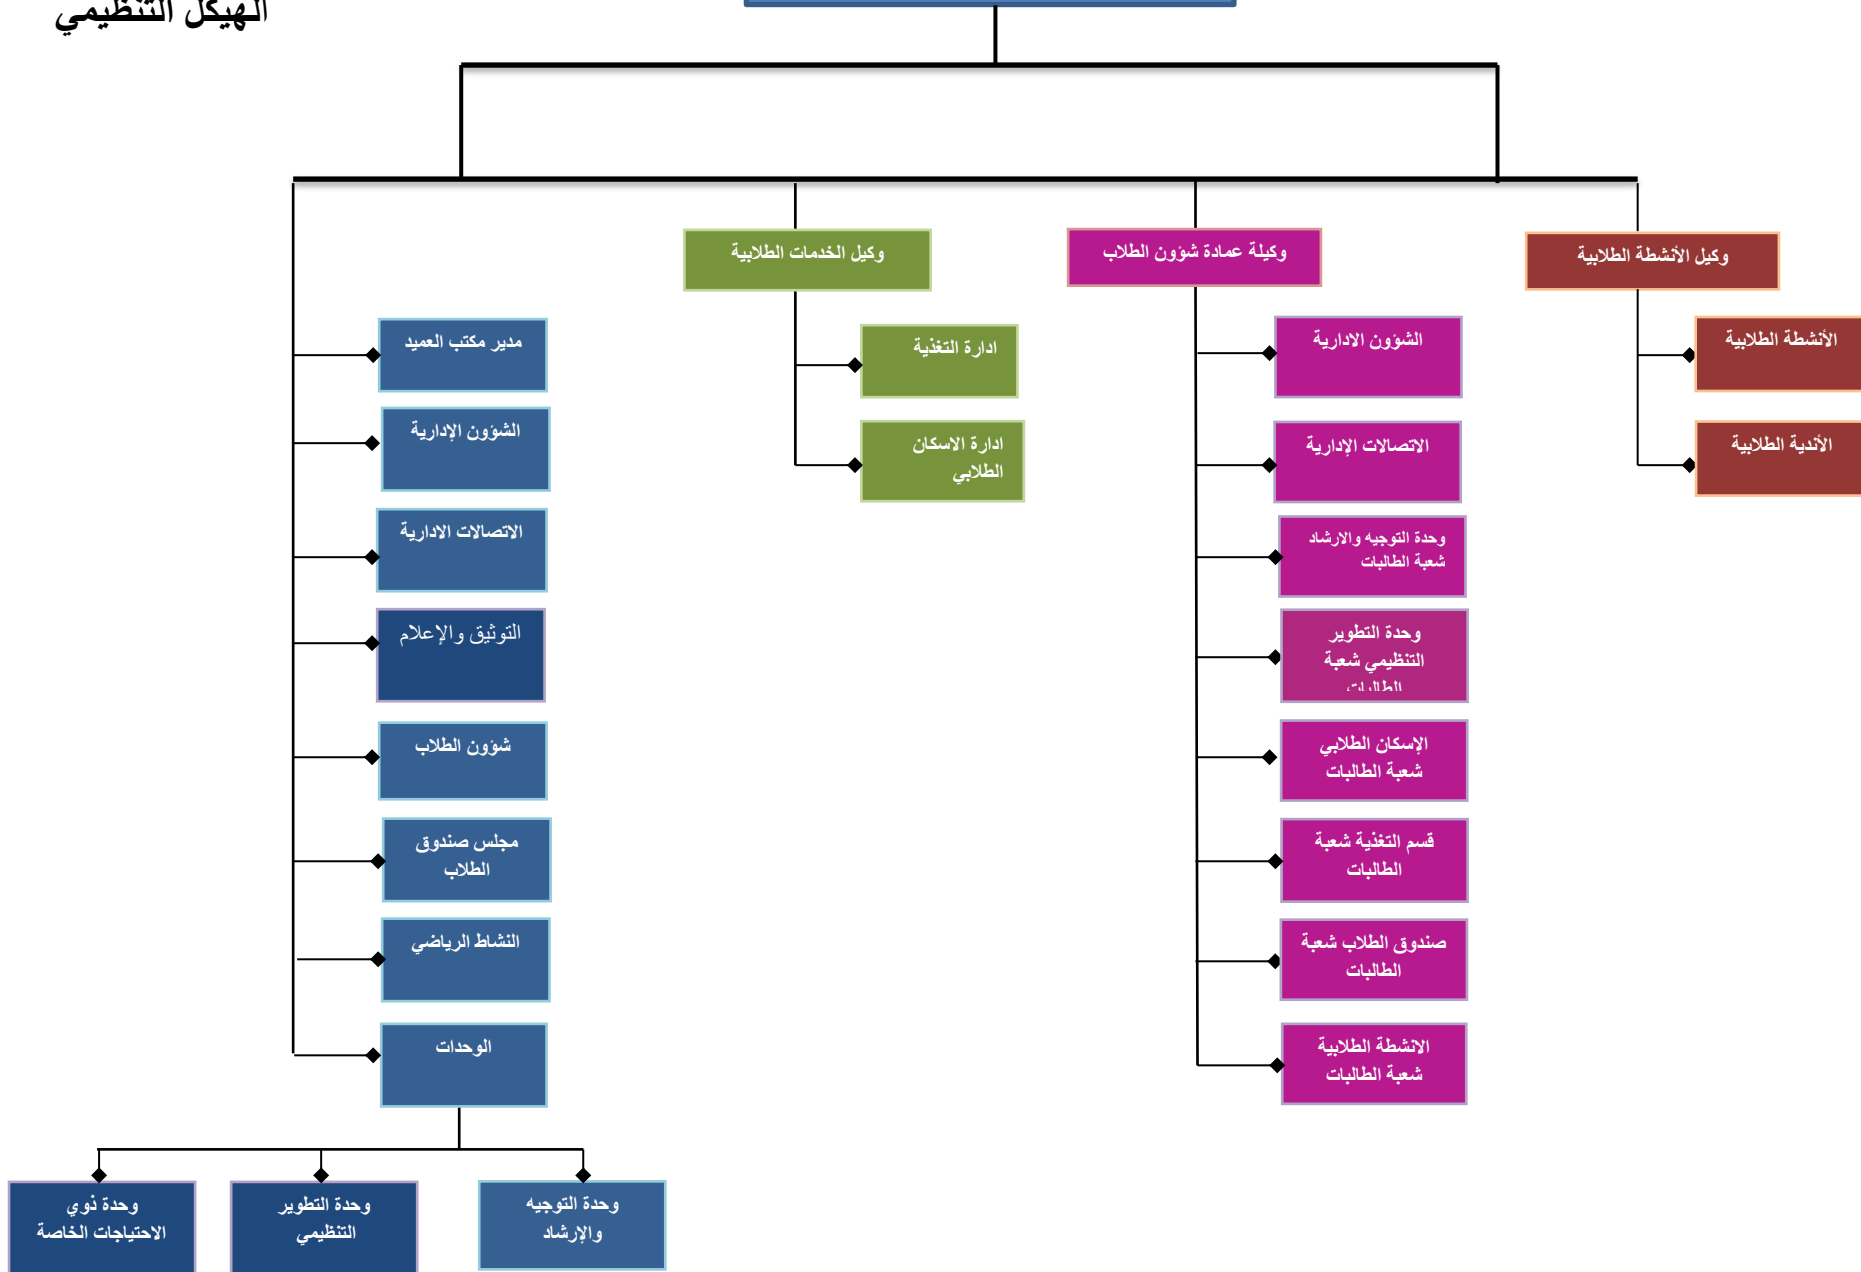 الهيكل التنظيمي
وكيل الأنشطة الطلابية
الأنشطة الطلابية
الأندية الطلابية
وكيلة عمادة شؤون الطلاب
الشؤون الادارية
الاتصالات الإدارية
وحدة التوجيه والارشاد
شعبة الطالبات
وحدة التطوير
التنظيمي شعبة
الطالبات
الإسكان الطلابي
شعبة الطالبات
قسم التغذية شعبة
الطالبات
صندوق الطلاب شعبة
الطالبات
الانشطة الطلابية
شعبة الطالبات
وكيل الخدمات الطلابية
ادارة التغذية
ادارة الاسكان
الطلابي
مدير مكتب العميد
الشؤون الإدارية
الاتصالات الادارية
التوثيق والإعلام
شؤون الطلاب
مجلس صندوق
الطلاب
النشاط الرياضي
الوحدات
وحدة التوجيه
والإرشاد
وحدة التطوير
التنظيمي
وحدة ذوي
الاحتياجات الخاصة